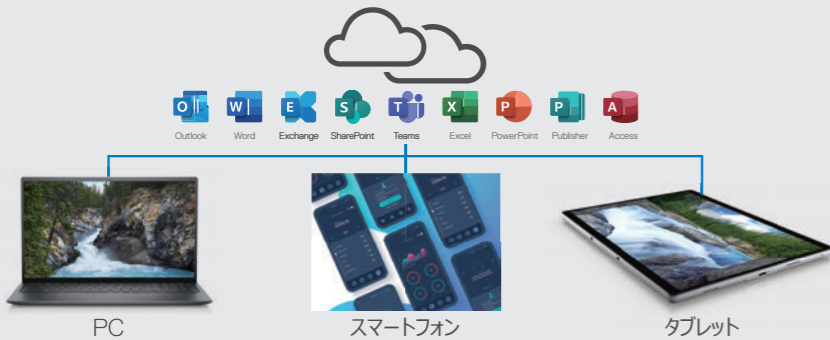 O W E S T X P P A
Outlook Word Exchange SharePoint Teams Excel PowerPoint Publisher Access
PC スマートフォン タブレット